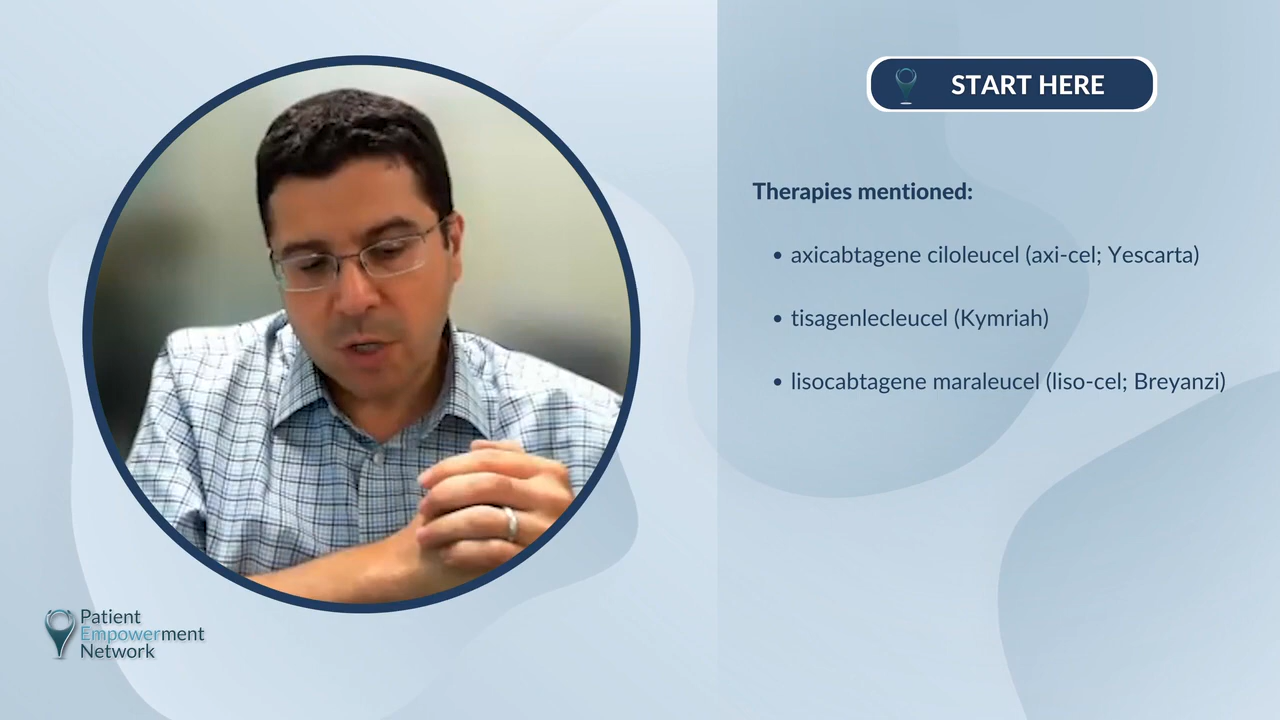 START HERE
Therapies mentioned:
• axicabtagene ciloleucel (axi-cel; Yescarta)
• tisagenlecleucel (Kymriah)
• lisocabtagene maraleucel (liso-cel; Breyanzi)
Patient
Empowerment
Network